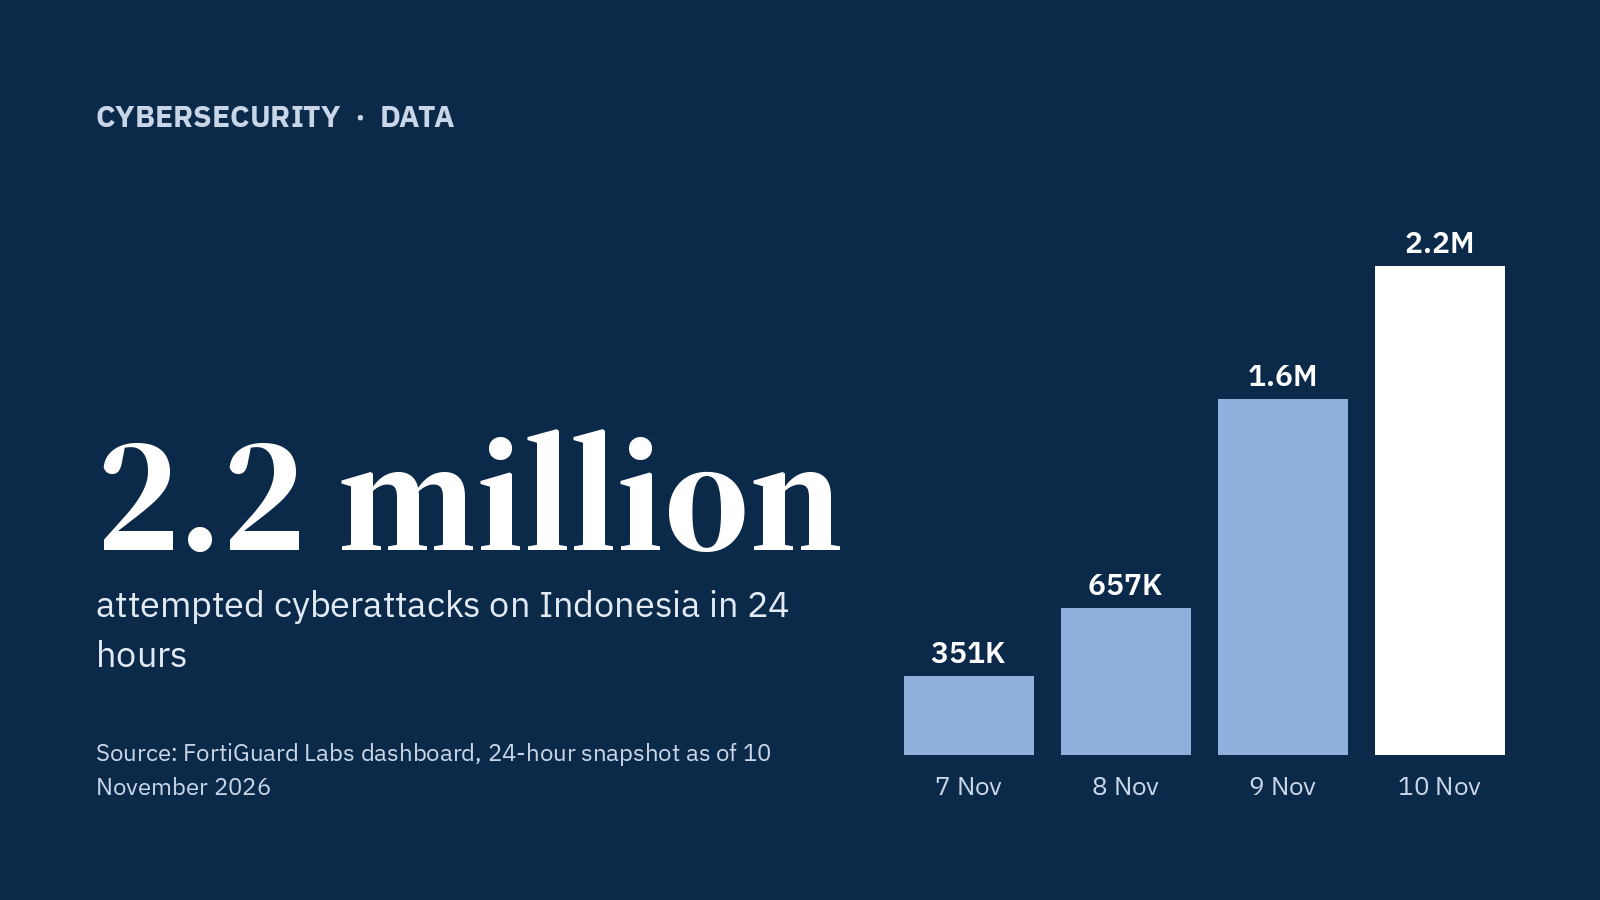 CYBERSECURITY · DATA
2.2 million
attempted cyberattacks on Indonesia in 24
hours
Source: FortiGuard Labs dashboard, 24-hour snapshot as of 10
November 2026
351K
657K
1.6M
2.2M
7 Nov
8 Nov
9 Nov
10 Nov